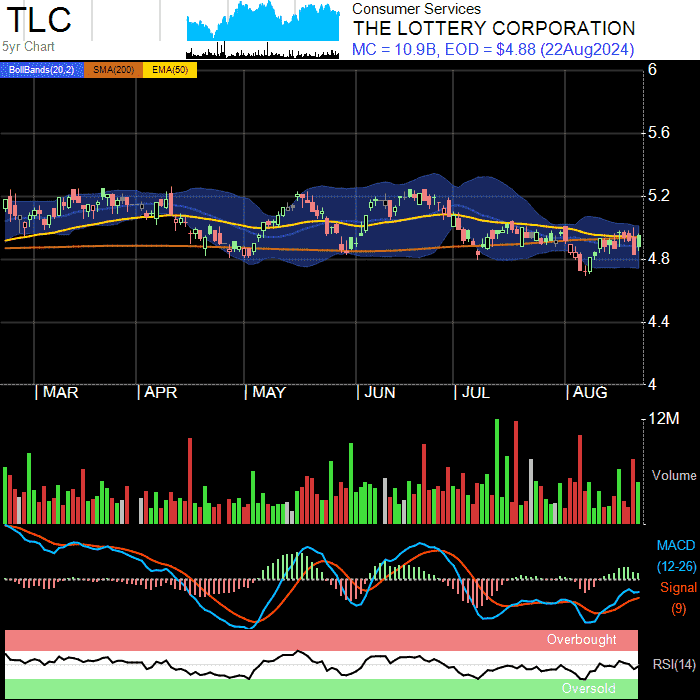 TLC
5yr Chart
Consumer Services
THE LOTTERY CORPORATION
MC = 10.9B, EOD = $4.88 (22Aug2024)
BollBands(20,2) SMA(200) EMA(50)
6
5.6
5.2
4.8
4.4
4
MAR APR MAY JUN JUL AUG
12M
Volume
MACD
(12-26)
Signal
(9)
Overbought
RSI(14)
Oversold